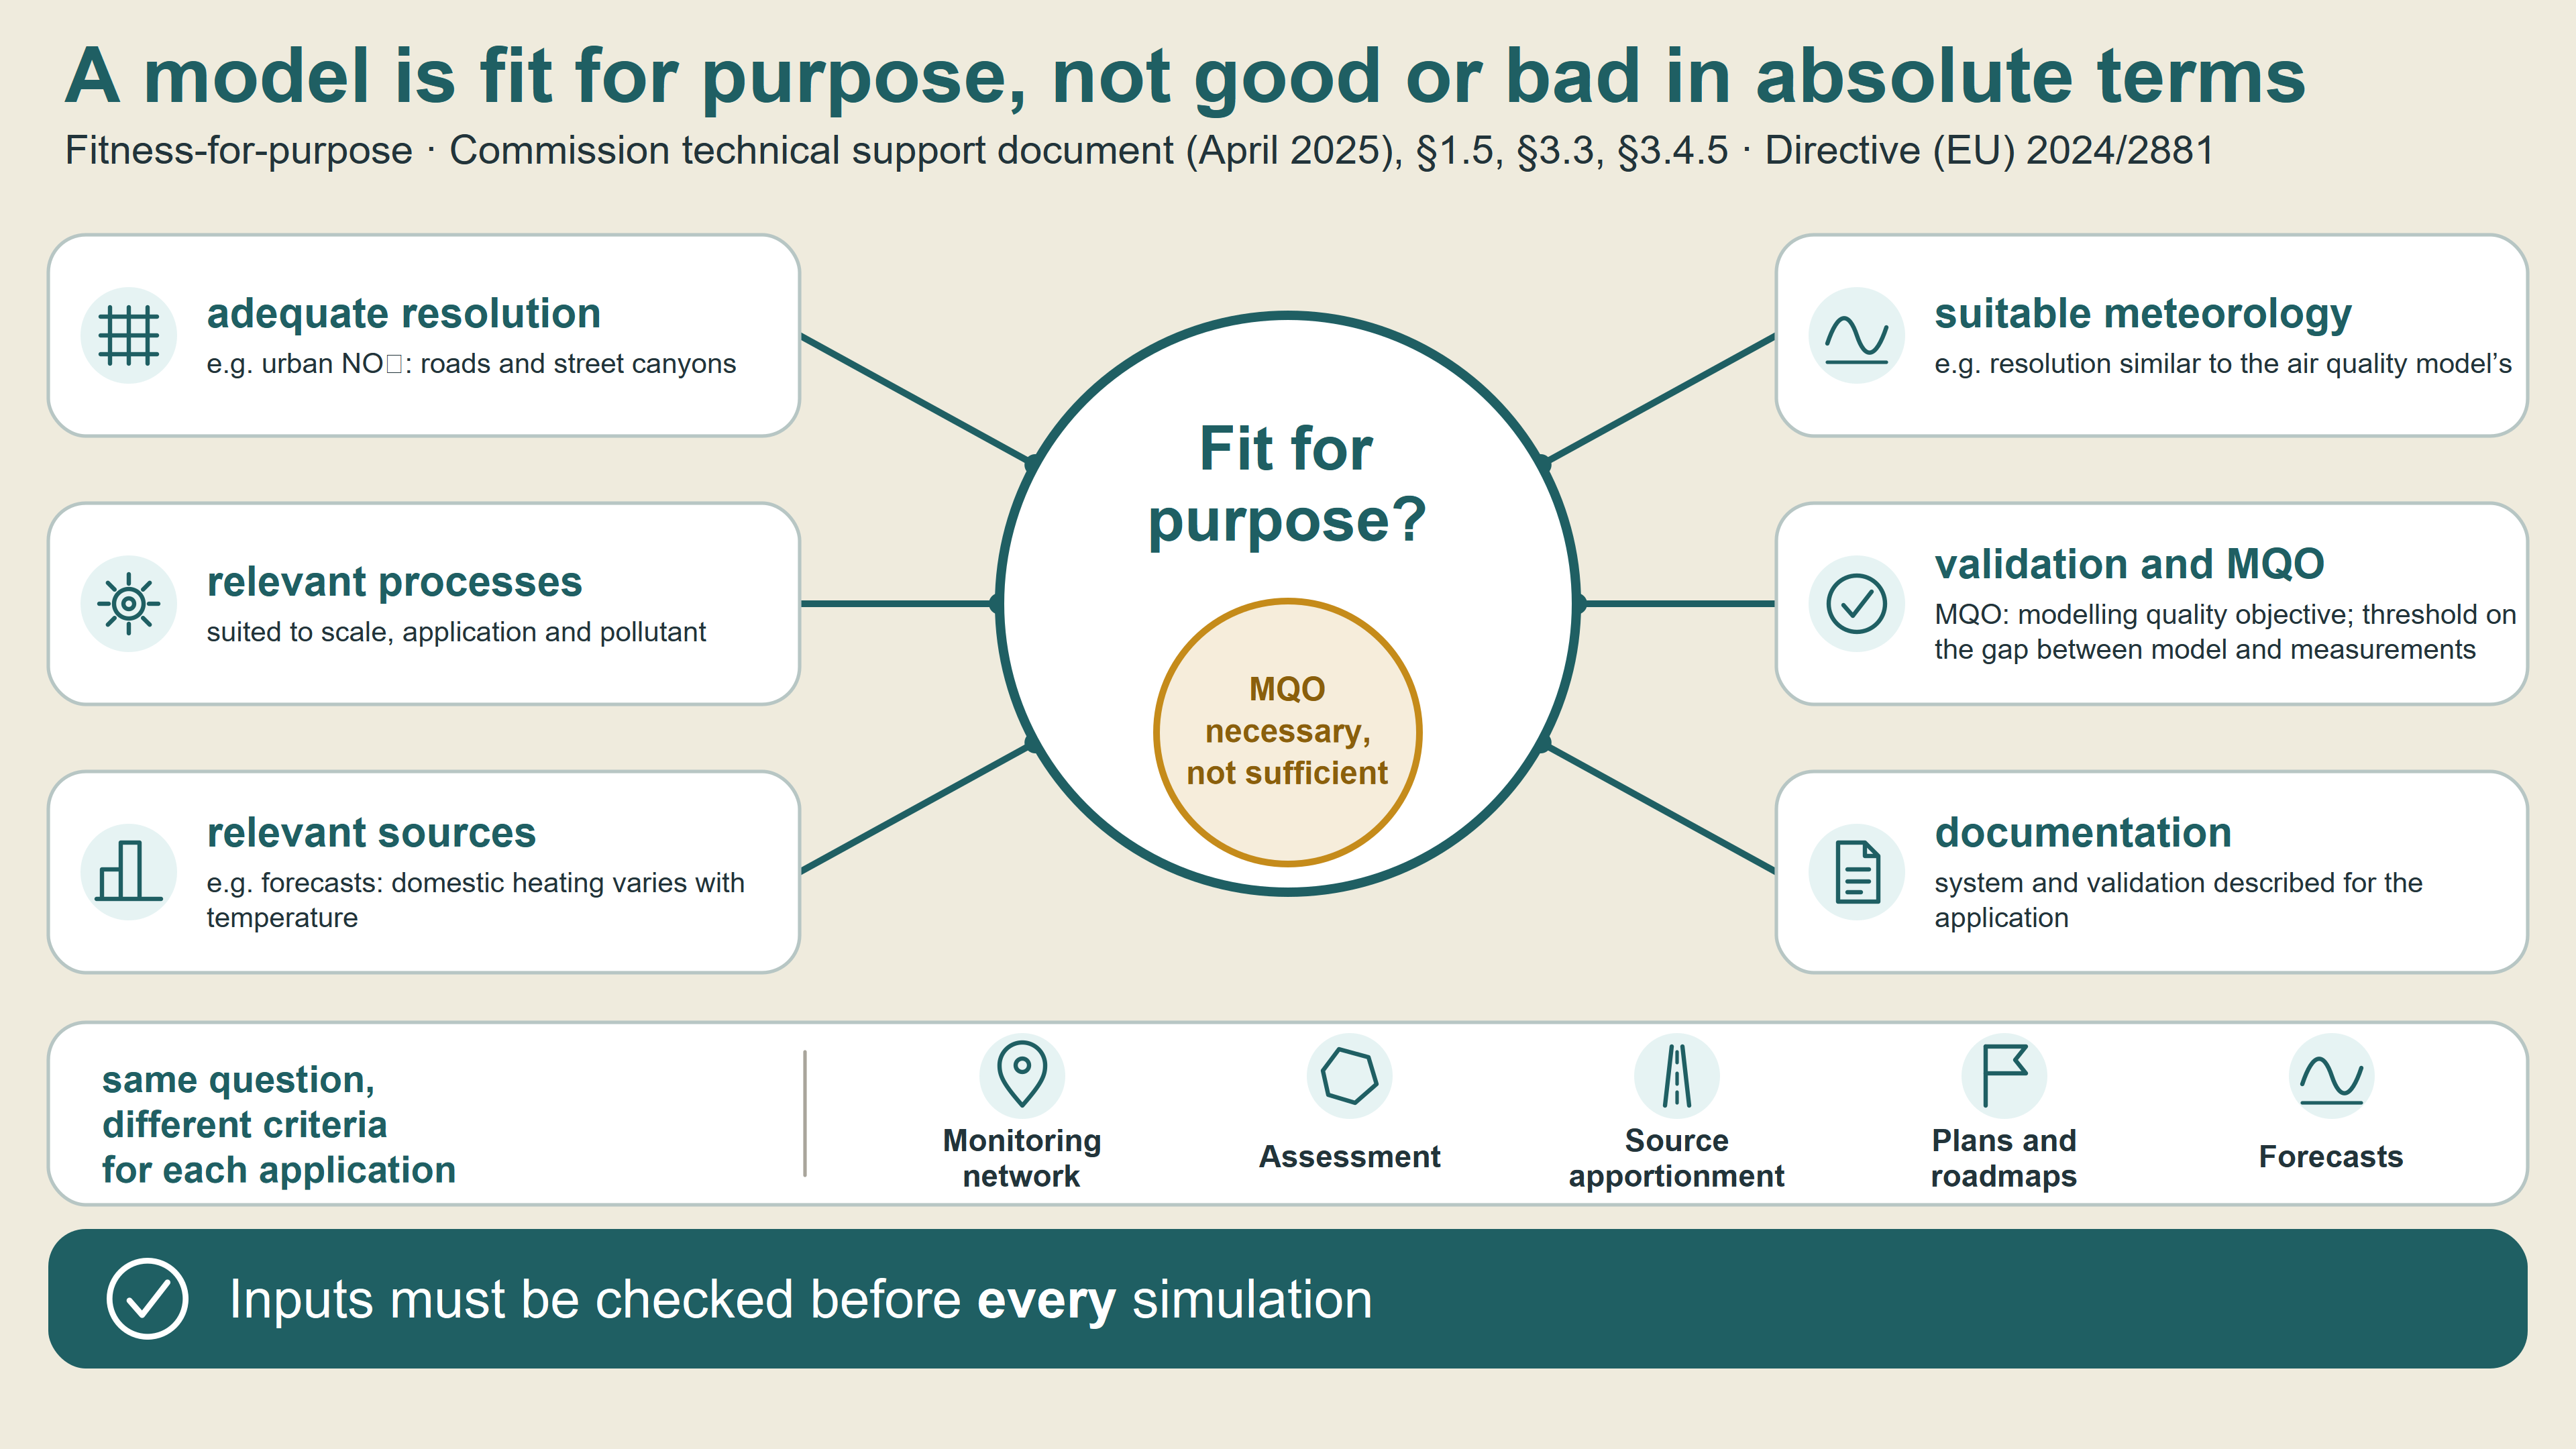 A model is fit for purpose, not good or bad in absolute terms
Fitness-for-purpose · Commission technical support document (April 2025), §1.5, §3.3, §3.4.5 · Directive (EU) 2024/2881
adequate resolution
e.g. urban NO□: roads and street canyons
relevant processes
suited to scale, application and pollutant
relevant sources
e.g. forecasts: domestic heating varies with
temperature
Fit for
purpose?
MQO
necessary,
not sufficient
suitable meteorology
e.g. resolution similar to the air quality model’s
validation and MQO
MQO: modelling quality objective; threshold on
the gap between model and measurements
documentation
system and validation described for the
application
same question,
different criteria
for each application
Monitoring
network
Assessment
Source
apportionment
Plans and
roadmaps
Forecasts
Inputs must be checked before every simulation